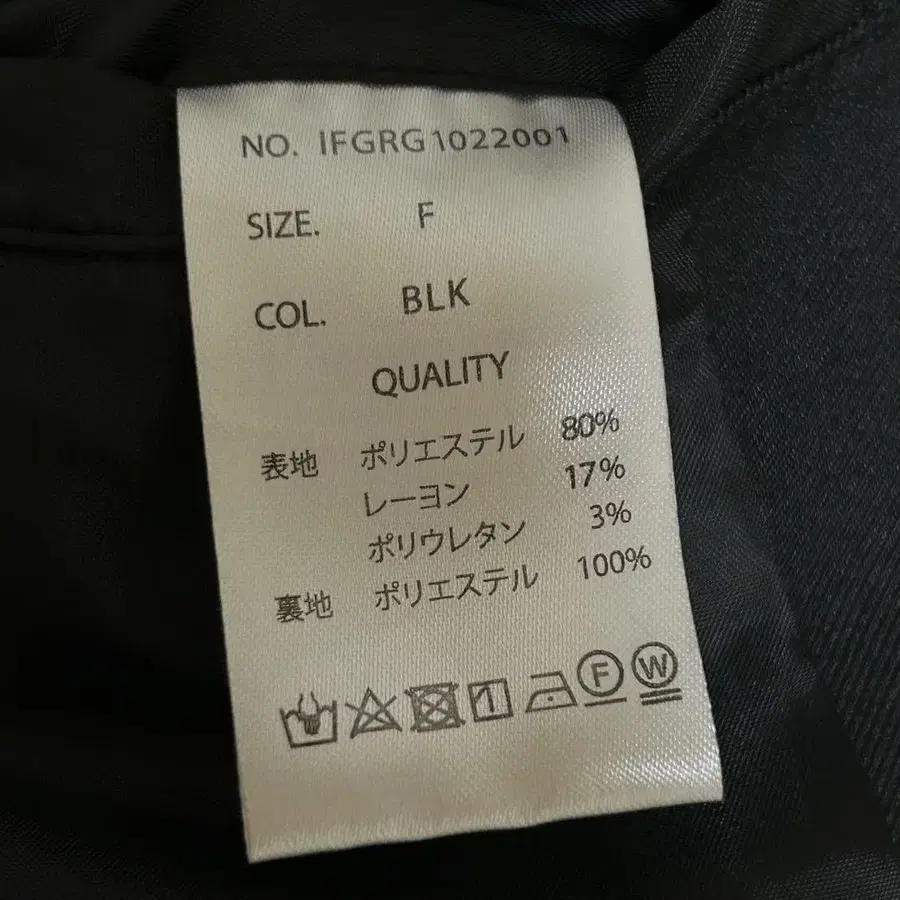 NO. IFGRG1022001
SIZE. F
COL. BLK
QUALITY
表地 ポリエステル 80%
レーヨン 17%
ポリウレタン 3%
裏地 ポリエステル 100%
F W